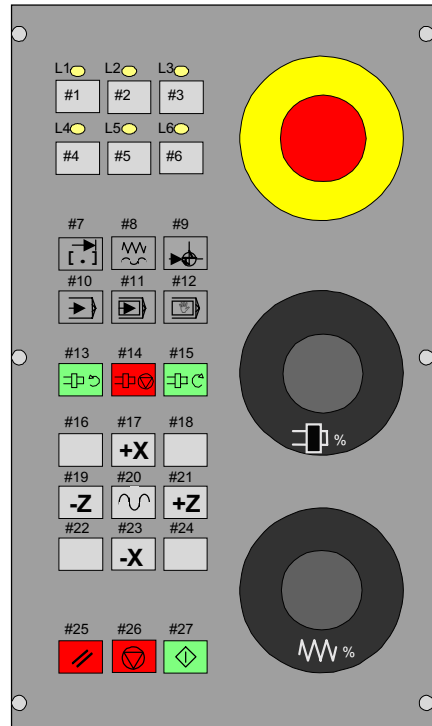 L1 L2 L3
#1 #2 #3
L4 L5 L6
#4 #5 #6
#7 #8 #9
#10 #11 #12
#13 #14 #15
%
#16 #17 #18
+X
#19 #20 #21
-Z +Z
#22 #23 #24
-X
#25 #26 #27
%